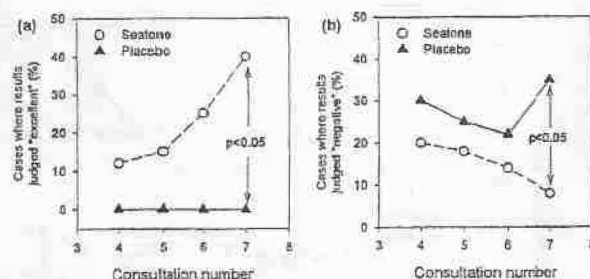 (a)
Seatone
Placebo
Cases where results
judged "excellent" (%)
50
40
30
20
10
0
p<0.05
3 4 5 6 7 8
Consultation number
(b)
Seatone
Placebo
Cases where results
judged "negative" (%)
50
40
30
20
10
0
p<0.05
3 4 5 6 7 8
Consultation number